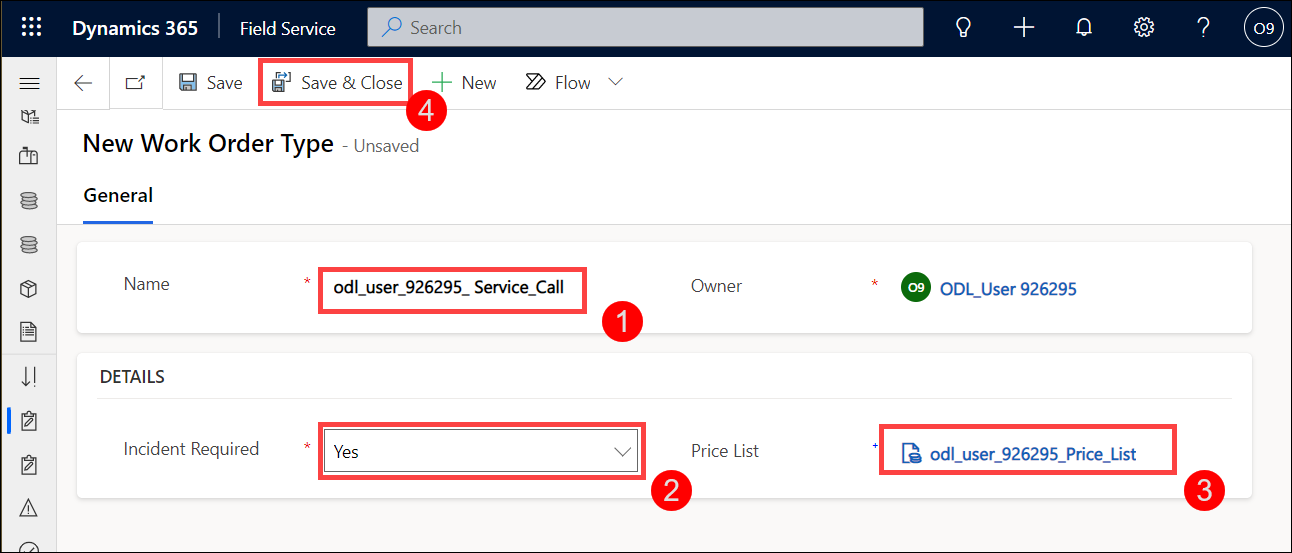 Dynamics 365 Field Service Search O9
Save Save & Close New Flow
4
New Work Order Type - Unsaved
General
Name * odl_user_926295_ Service_Call Owner * O9 ODL_User 926295
1
DETAILS
Incident Required * Yes Price List + odl_user_926295_Price_List
2 3